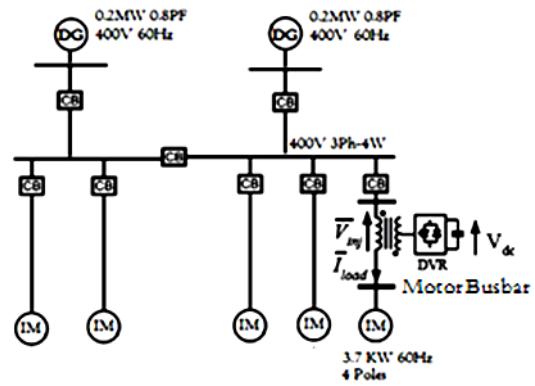 0.2MW 0.8PF
400V 60Hz
0.2MW 0.8PF
400V 60Hz
DG
DG
CB
CB
400V 3Ph-4W
CB
CB
CB
CB
CB
CB
V inj
I load
DVR
V dc
Motor Busbar
IM
IM
IM
IM
IM
3.7 KW 60Hz
4 Poles